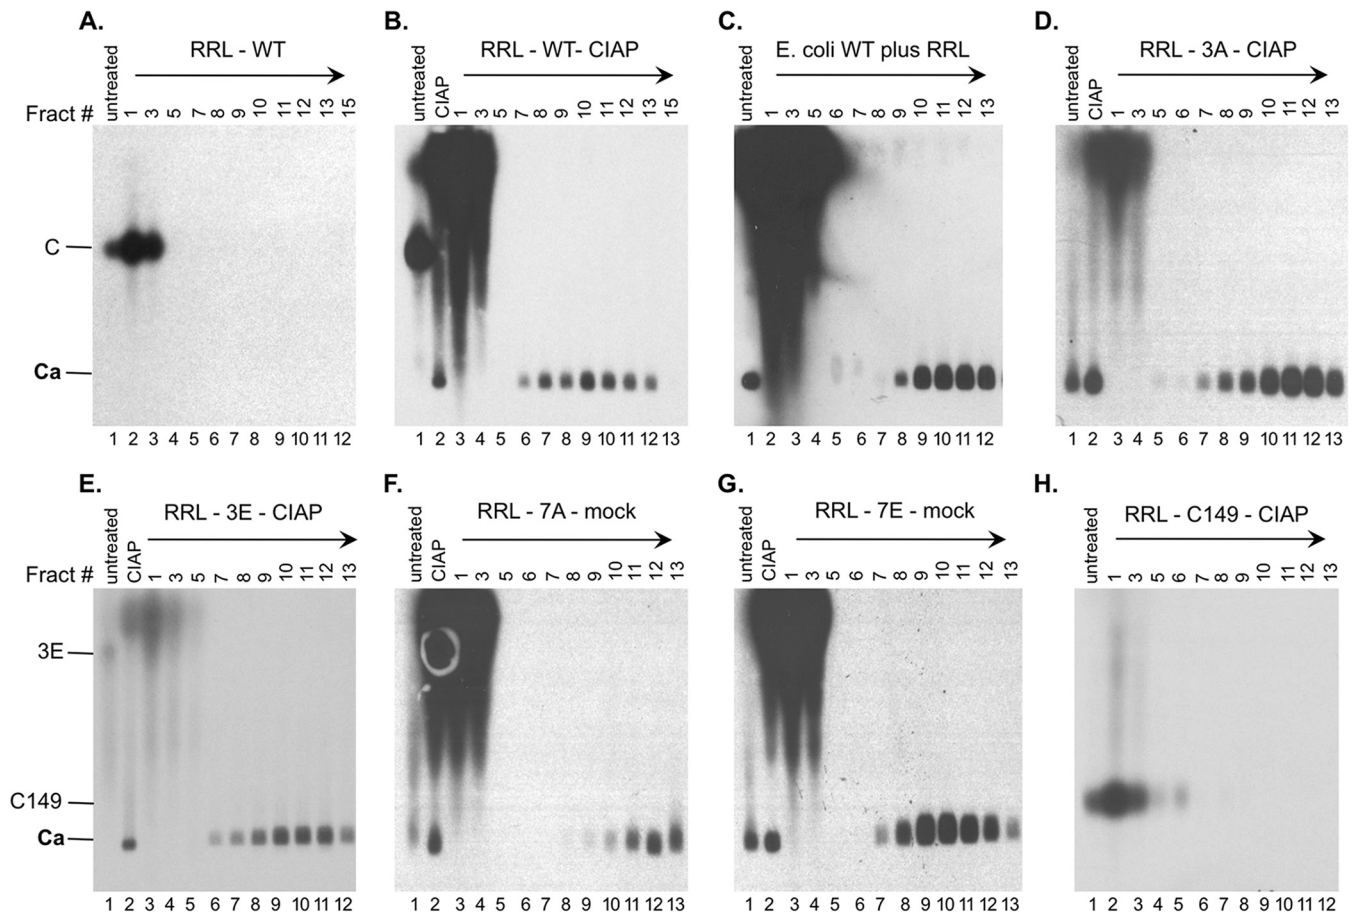 A.
RRL - WT
Fract #
untreated
1 3 5 7 8 9 10 11 12 13 15
C
Ca
1 2 3 4 5 6 7 8 9 10 11 12
B.
RRL - WT- CIAP
untreated
CIAP
1 3 5 7 8 9 10 11 12 13 15
1 2 3 4 5 6 7 8 9 10 11 12 13
C.
E. coli WT plus RRL
untreated
1 3 5 6 7 8 9 10 11 12 13
1 2 3 4 5 6 7 8 9 10 11 12
D.
RRL - 3A - CIAP
untreated
CIAP
1 3 5 6 7 8 9 10 11 12 13
1 2 3 4 5 6 7 8 9 10 11 12 13
E.
RRL - 3E - CIAP
Fract #
untreated
CIAP
1 3 5 7 8 9 10 11 12 13
3E
C149
Ca
1 2 3 4 5 6 7 8 9 10 11 12
F.
RRL - 7A - mock
untreated
CIAP
1 3 5 6 7 8 9 10 11 12 13
1 2 3 4 5 6 7 8 9 10 11 12 13
G.
RRL - 7E - mock
untreated
CIAP
1 3 5 6 7 8 9 10 11 12 13
1 2 3 4 5 6 7 8 9 10 11 12 13
H.
RRL - C149 - CIAP
untreated
1 3 5 6 7 8 9 10 11 12 13
1 2 3 4 5 6 7 8 9 10 11 12